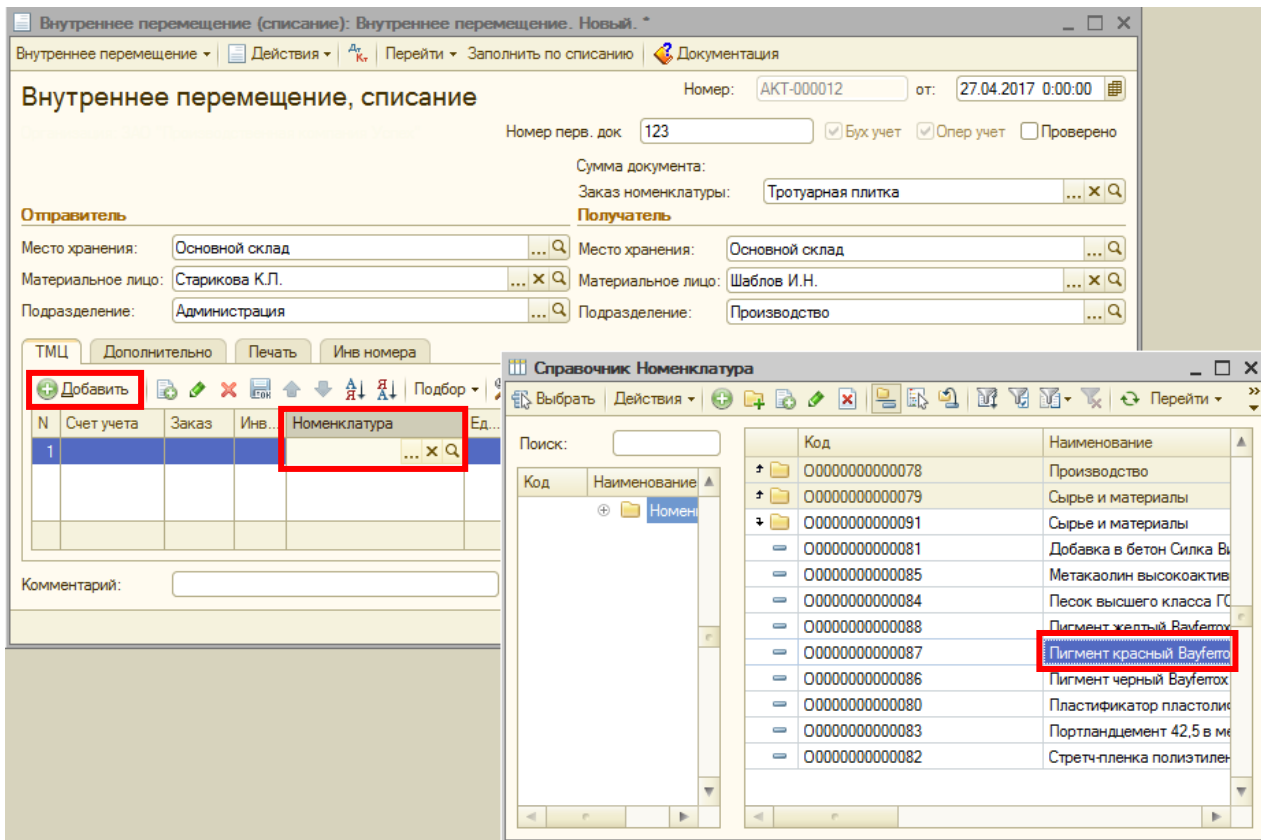 Внутреннее перемещение (списание): Внутреннее перемещение. Новый. *
Внутреннее перемещение Действия Дт Кт Перейти Заполнить по списанию Документация
Внутреннее перемещение, списание
Номер: АКТ-000012 от: 27.04.2017 0:00:00
Номер перв. док 123 Бух учет Опер учет Проверено
Сумма документа:
Заказ номенклатуры: Тротуарная плитка
Отправитель
Получатель
Место хранения: Основной склад
Место хранения: Основной склад
Материальное лицо: Старикова К.П.
Материальное лицо: Шаблов И.Н.
Подразделение: Администрация
Подразделение: Производство
ТМЦ Дополнительно Печать Инв номера
Добавить Подбор
N Счет учета Заказ Инв... Номенклатура Ед...
1
Комментарий:
Справочник Номенклатура
Выбрать Действия Перейти
Поиск:
Код Наименование
Номен
Код Наименование
О0000000000078 Производство
О0000000000079 Сырье и материалы
О0000000000091 Сырье и материалы
О0000000000081 Добавка в бетон Силка Ви
О0000000000085 Метакаолин высокоактив
О0000000000084 Песок высшего класса ГО
О0000000000088 Пигмент желтый Bayferrox
О0000000000087 Пигмент красный Bayferro
О0000000000086 Пигмент черный Bayferrox
О0000000000080 Пластификатор пластолит
О0000000000083 Портландцемент 42,5 в ме
О0000000000082 Стретч-пленка полиэтилен